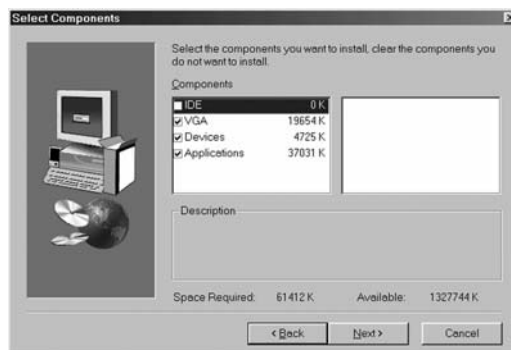 Select Components
Select the components you want to install, clear the components you
do not want to install.
Components
IDE 0 K
VGA 19654 K
Devices 4725 K
Applications 37031 K
Description
Space Required: 61412 K Available: 1327744 K
< Back Next > Cancel